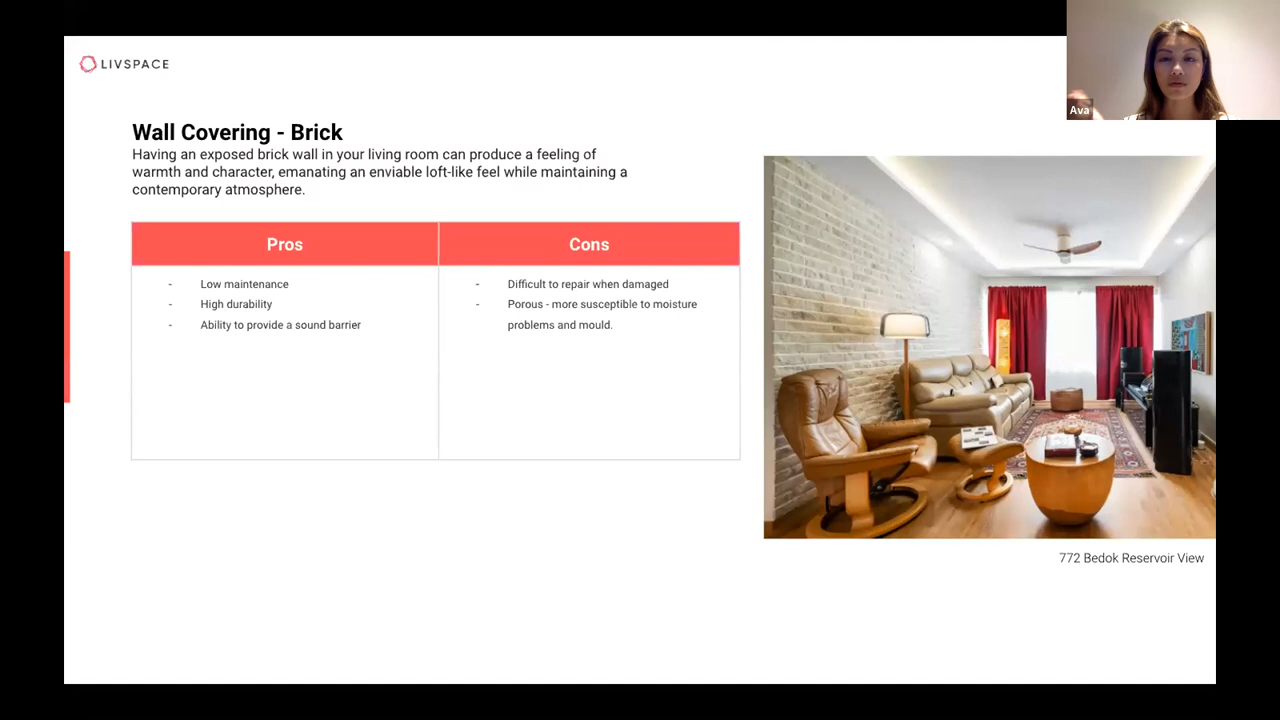 LIVSPACE
Ava
Wall Covering - Brick
Having an exposed brick wall in your living room can produce a feeling of
warmth and character, emanating an enviable loft-like feel while maintaining a
contemporary atmosphere.
Pros
Cons
- Low maintenance
- High durability
- Ability to provide a sound barrier
- Difficult to repair when damaged
- Porous - more susceptible to moisture
problems and mould.
772 Bedok Reservoir View